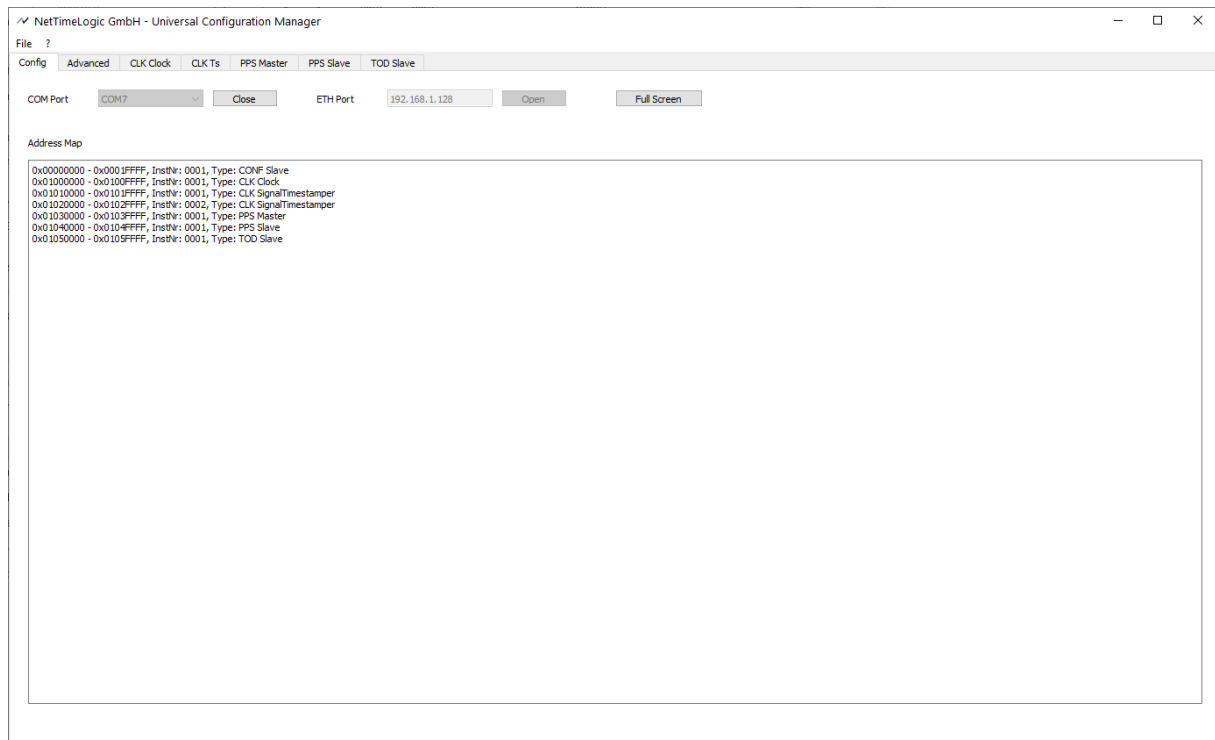 NetTimeLogic GmbH - Universal Configuration Manager
File ?
Config Advanced CLK Clock CLK Ts PPS Master PPS Slave TOD Slave
COM Port COM7 Close ETH Port 192.168.1.128 Open Full Screen
Address Map
0x00000000 - 0x0001FFFF, InstNr: 0001, Type: CONF Slave
0x01000000 - 0x0100FFFF, InstNr: 0001, Type: CLK Clock
0x01010000 - 0x0101FFFF, InstNr: 0001, Type: CLK SignalTimestamper
0x01020000 - 0x0102FFFF, InstNr: 0002, Type: CLK SignalTimestamper
0x01030000 - 0x0103FFFF, InstNr: 0001, Type: PPS Master
0x01040000 - 0x0104FFFF, InstNr: 0001, Type: PPS Slave
0x01050000 - 0x0105FFFF, InstNr: 0001, Type: TOD Slave